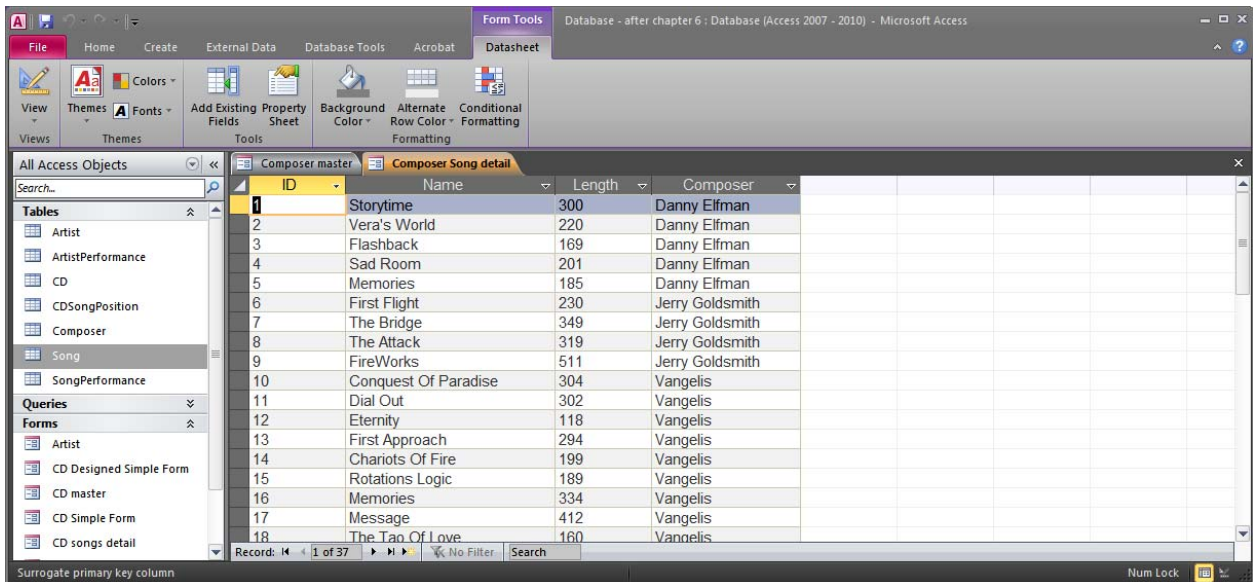 A Form Tools Database - after chapter 6 : Database (Access 2007 - 2010) - Microsoft Access
File Home Create External Data Database Tools Acrobat Datasheet
View Themes Colors Fonts Add Existing Fields Property Sheet Background Color Alternate Row Color Conditional Formatting
Views Themes Tools Formatting
All Access Objects « Composer master Composer Song detail
Search... ID Name Length Composer
Tables 1 Storytime 300 Danny Elfman
Artist 2 Vera's World 220 Danny Elfman
ArtistPerformance 3 Flashback 169 Danny Elfman
CD 4 Sad Room 201 Danny Elfman
5 Memories 185 Danny Elfman
CDSongPosition 6 First Flight 230 Jerry Goldsmith
Composer 7 The Bridge 349 Jerry Goldsmith
8 The Attack 319 Jerry Goldsmith
Song 9 FireWorks 511 Jerry Goldsmith
SongPerformance 10 Conquest Of Paradise 304 Vangelis
Queries 11 Dial Out 302 Vangelis
Forms 12 Eternity 118 Vangelis
Artist 13 First Approach 294 Vangelis
CD Designed Simple Form 14 Chariots Of Fire 199 Vangelis
15 Rotations Logic 189 Vangelis
CD master 16 Memories 334 Vangelis
CD Simple Form 17 Message 412 Vangelis
CD songs detail 18 The Tao Of Love 160 Vangelis
Record: 1 of 37 No Filter Search
Surrogate primary key column Num Lock